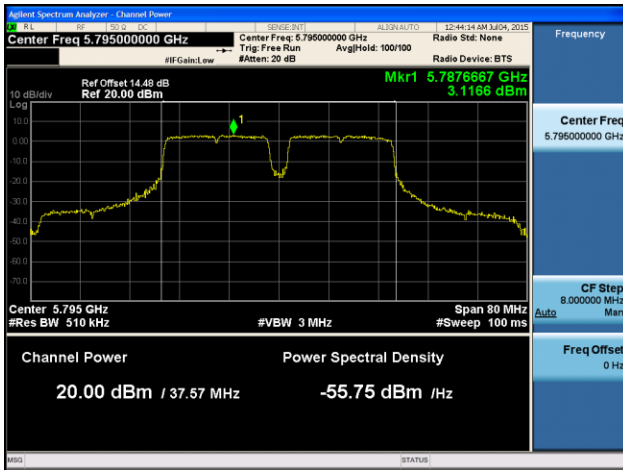 Agilent Spectrum Analyzer - Channel Power
RL RF 50 Ω DC SENSE:INT ALIGNAUTO 12:44:14 AM Jul 04, 2015
Center Freq 5.795000000 GHz
Center Freq: 5.795000000 GHz
Radio Std: None
Trig: Free Run Avg|Hold: 100/100
#IFGain:Low #Atten: 20 dB Radio Device: BTS
Mkr1 5.7876667 GHz
3.1166 dBm
Ref Offset 14.48 dB
10 dB/div Ref 20.00 dBm
Log
10.0
0.00
-10.0
-20.0
-30.0
-40.0
-50.0
-60.0
-70.0
1
Center 5.795 GHz Span 80 MHz
#Res BW 510 kHz #VBW 3 MHz #Sweep 100 ms
Channel Power Power Spectral Density
20.00 dBm / 37.57 MHz -55.75 dBm /Hz
MSG STATUS
Frequency
Center Freq
5.795000000 GHz
CF Step
8.000000 MHz
Auto Man
Freq Offset
0 Hz